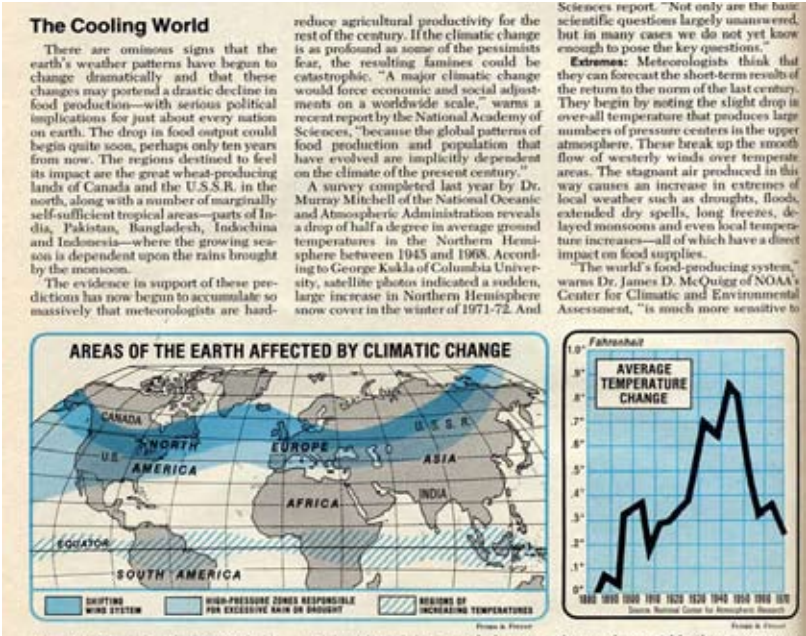 The Cooling World
There are ominous signs that the
earth's weather patterns have begun to
change dramatically and that these
changes may portend a drastic decline in
food production—with serious political
implications for just about every nation
on earth. The drop in food output could
begin quite soon, perhaps only ten years
from now. The regions destined to feel
its impact are the great wheat-producing
lands of Canada and the U.S.S.R. in the
north, along with a number of marginally
self-sufficient tropical areas—parts of In-
dia, Pakistan, Bangladesh, Indochina
and Indonesia—where the growing sea-
son is dependent upon the rains brought
by the monsoon.
The evidence in support of these pre-
dictions has now begun to accumulate so
massively that meteorologists are hard-
reduce agricultural productivity for the
rest of the century. If the climatic change
is as profound as some of the pessimists
fear, the resulting famines could be
catastrophic. "A major climatic change
would force economic and social adjust-
ments on a worldwide scale," warns a
recent report by the National Academy of
Sciences, "because the global patterns of
food production and population that
have evolved are implicitly dependent
on the climate of the present century."
A survey completed last year by Dr.
Murray Mitchell of the National Oceanic
and Atmospheric Administration reveals
a drop of half a degree in average ground
temperatures in the Northern Hemi-
sphere between 1945 and 1968. Accord-
ing to George Kukla of Columbia Univer-
sity, satellite photos indicated a sudden,
large increase in Northern Hemisphere
snow cover in the winter of 1971-72. And
Sciences report. "Not only are the basic
scientific questions largely unanswered,
but in many cases we do not yet know
enough to pose the key questions."
Extremes: Meteorologists think that
they can forecast the short-term results of
the return to the norm of the last century.
They begin by noting the slight drop in
over-all temperature that produces large
numbers of pressure centers in the upper
atmosphere. These break up the smooth
flow of westerly winds over temperate
areas. The stagnant air produced in this
way causes an increase in extremes of
local weather such as droughts, floods,
extended dry spells, long freezes, de-
layed monsoons and even local tempera-
ture increases—all of which have a direct
impact on food supplies.
"The world's food-producing system,"
warns Dr. James D. McQuigg of NOAA's
Center for Climatic and Environmental
Assessment, "is much more sensitive to
AREAS OF THE EARTH AFFECTED BY CLIMATIC CHANGE
CANADA
U.S.
NORTH
AMERICA
EUROPE
U. S. S. R.
ASIA
AFRICA
INDIA
EQUATOR
SOUTH AMERICA
SHIFTING
WIND SYSTEM
HIGH-PRESSURE ZONES RESPONSIBLE
FOR EXCESSIVE RAIN OR DROUGHT
REGIONS OF
INCREASING TEMPERATURES
Fahrenheit
AVERAGE
TEMPERATURE
CHANGE
1.0°
.9°
.8°
.7°
.6°
.5°
.4°
.3°
.2°
.1°
0°
1880 1890 1900 1910 1920 1930 1940 1950 1960 1970
Source: National Center for Atmospheric Research